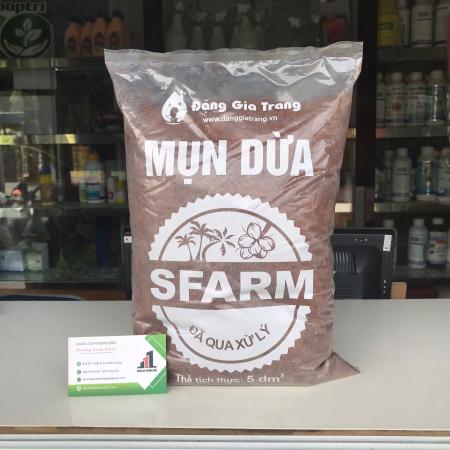 Đặng Gia Trang
www.danggiatrang.vn
MỤN DỪA
SFARM
ĐÃ QUA XỬ LÝ
Thể tích thực: 5 dm³